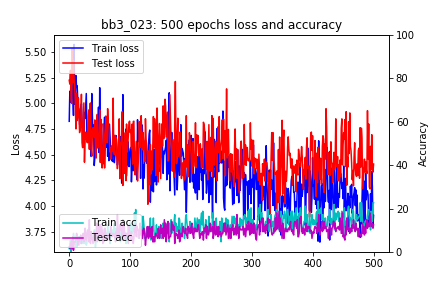 bb3_023: 500 epochs loss and accuracy
Train loss
Test loss
Train acc
Test acc
Loss
5.50
5.25
5.00
4.75
4.50
4.25
4.00
3.75
Accuracy
100
80
60
40
20
0
0
100
200
300
400
500